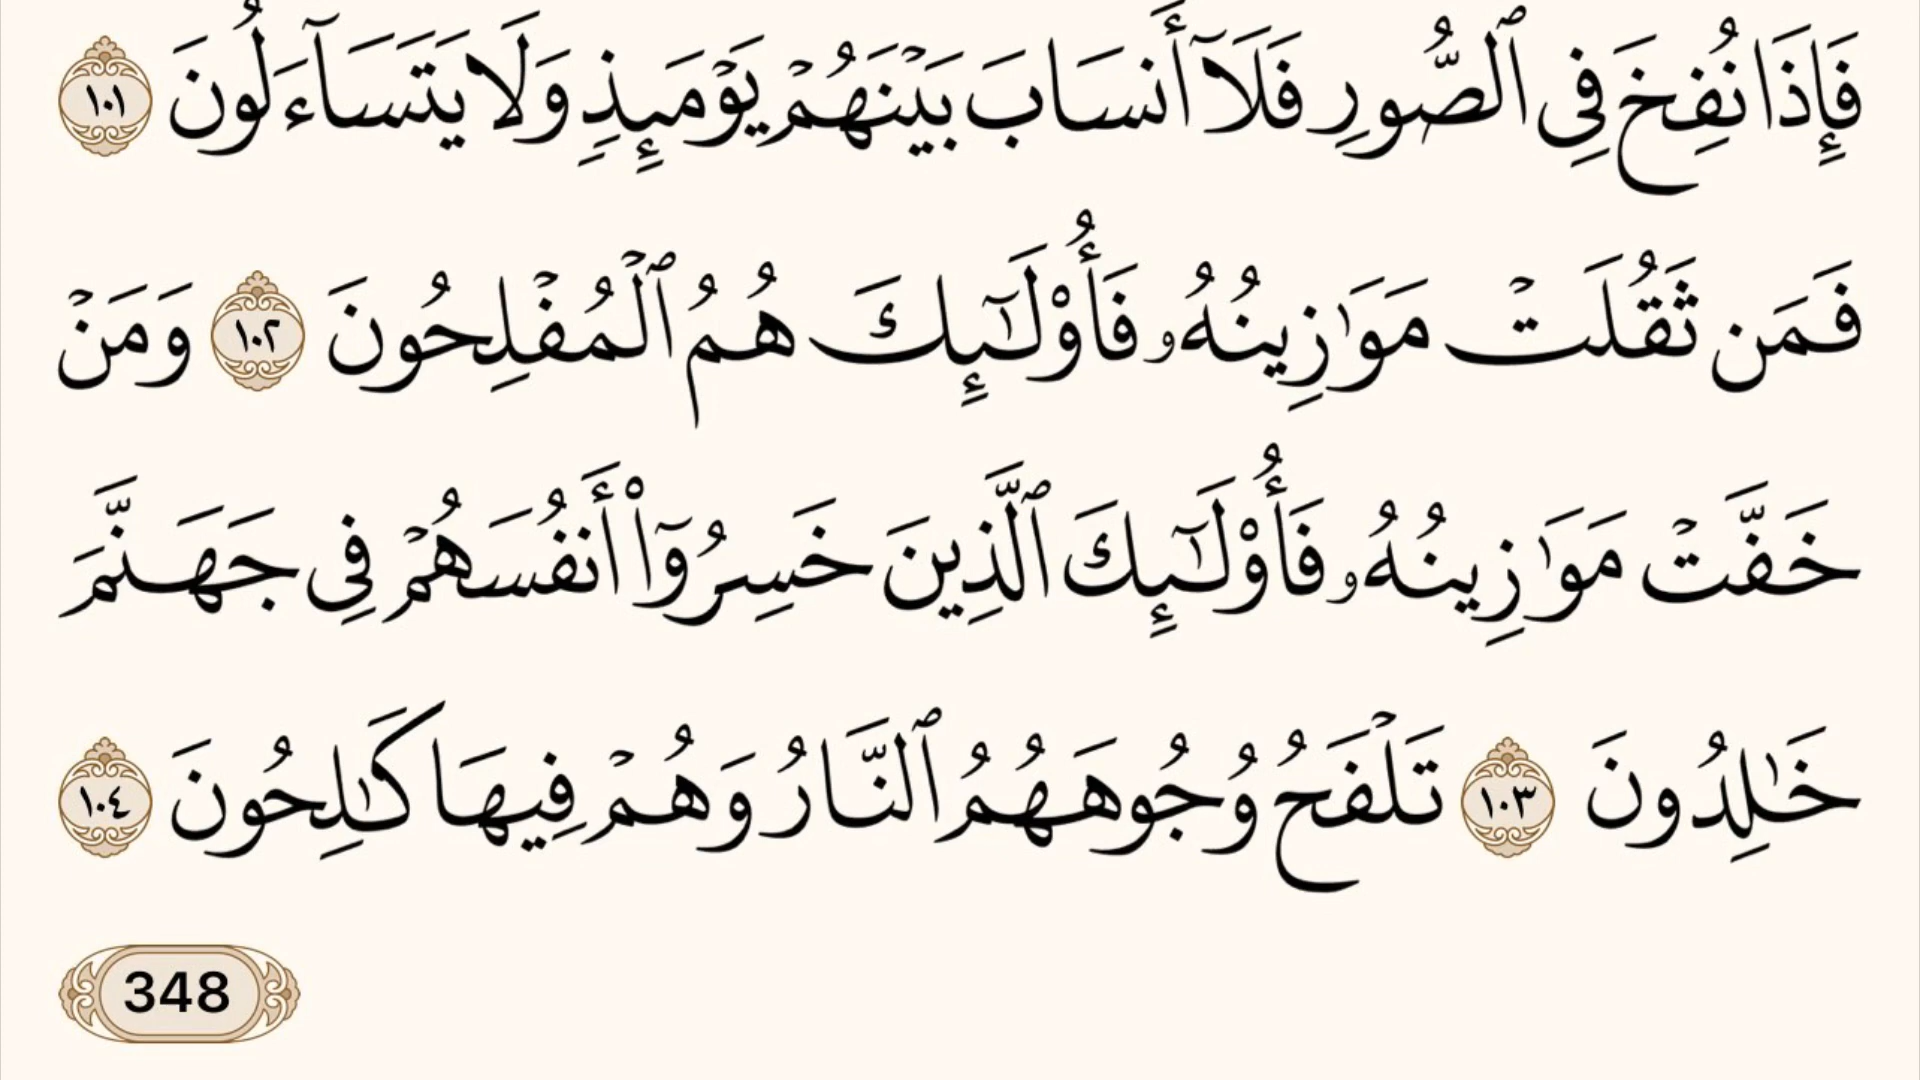 فَإِذَا نُفِخَ فِى ٱلصُّورِ فَلَآ أَنسَابَ بَيْنَهُمْ يَوْمَئِذٍ وَلَا يَتَسَآءَلُونَ ١٠١
فَمَن ثَقُلَتْ مَوَٰزِينُهُۥ فَأُو۟لَـٰٓئِكَ هُمُ ٱلْمُفْلِحُونَ ١٠٢ وَمَنْ
خَفَّتْ مَوَٰزِينُهُۥ فَأُو۟لَـٰٓئِكَ ٱلَّذِينَ خَسِرُوٓا۟ أَنفُسَهُمْ فِى جَهَنَّمَ
خَـٰلِدُونَ ١٠٣ تَلْفَحُ وُجُوهَهُمُ ٱلنَّارُ وَهُمْ فِيهَا كَـٰلِحُونَ ١٠٤
348